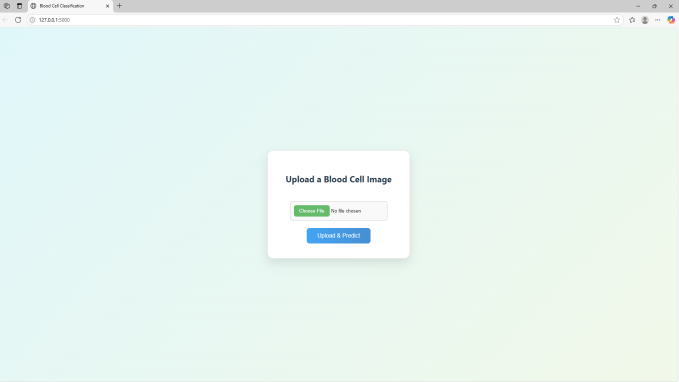 Blood Cell Classification
127.0.0.1:5000
Upload a Blood Cell Image
Choose File No file chosen
Upload & Predict